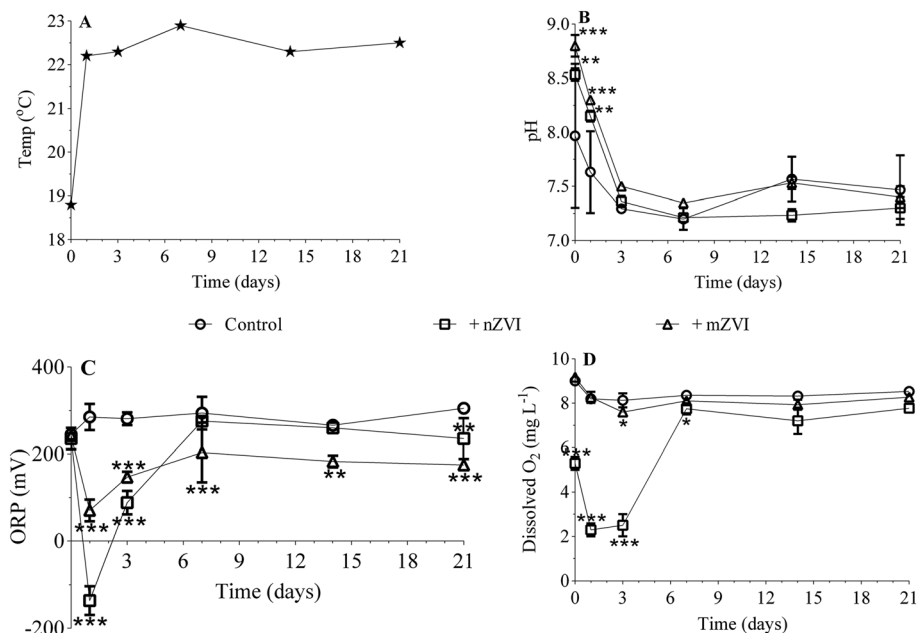 A
23
22
21
20
19
18
Temp (°C)
0 3 6 9 12 15 18 21
Time (days)
B
9.0
8.5
8.0
7.5
7.0
pH
***
**
***
**
0 3 6 9 12 15 18 21
Time (days)
Control + nZVI + mZVI
C
400
200
0
-200
ORP (mV)
***
***
***
***
***
**
**
***
3 6 9 12 15 18 21
Time (days)
D
10
8
6
4
2
0
Dissolved O₂ (mg L⁻¹)
***
***
***
*
*
0 3 6 9 12 15 18 21
Time (days)